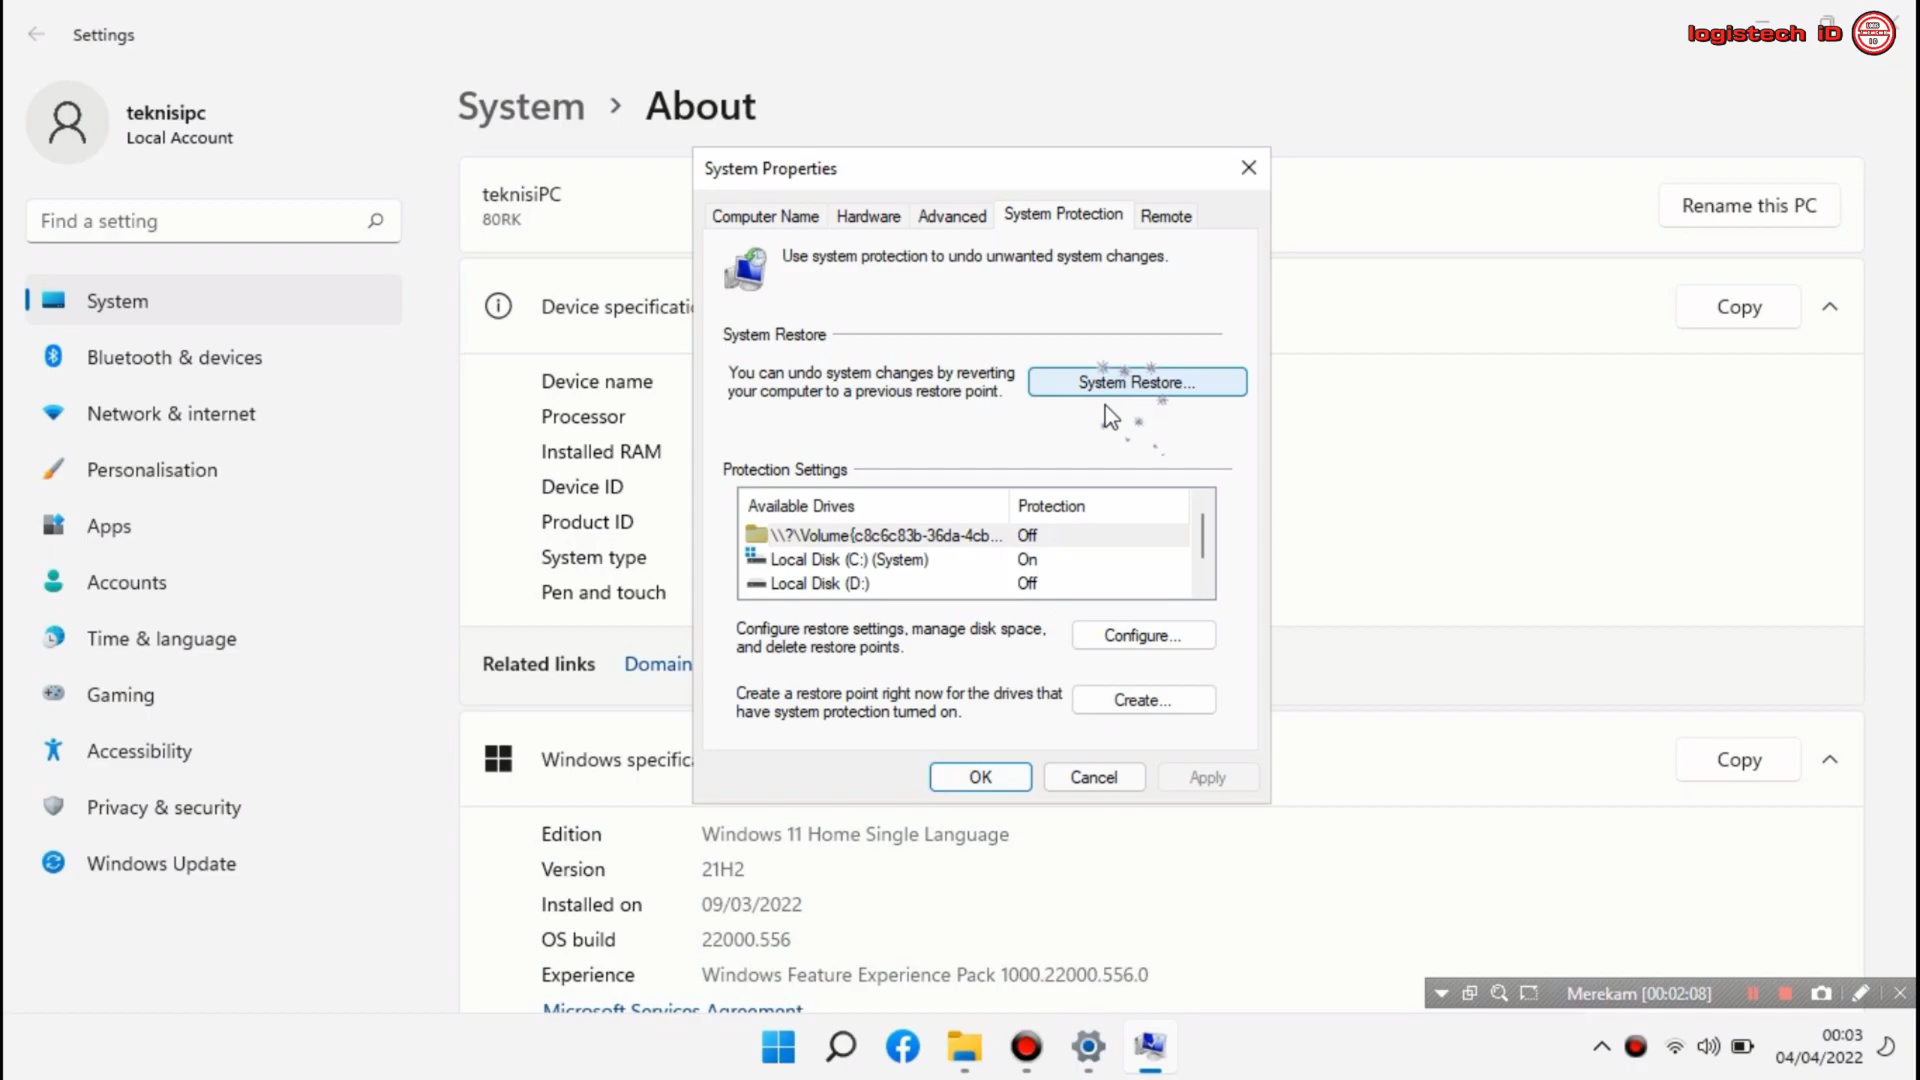 Settings
logistech iD
teknisipc
Local Account
Find a setting
System
Bluetooth & devices
Network & internet
Personalisation
Apps
Accounts
Time & language
Gaming
Accessibility
Privacy & security
Windows Update
System > About
teknisiPC
80RK
Rename this PC
Device specificati
Copy
Device name
Processor
Installed RAM
Device ID
Product ID
System type
Pen and touch
Related links Domain
Windows specific
Copy
Edition Windows 11 Home Single Language
Version 21H2
Installed on 09/03/2022
OS build 22000.556
Experience Windows Feature Experience Pack 1000.22000.556.0
Microsoft Services Agreement
System Properties
Computer Name Hardware Advanced System Protection Remote
Use system protection to undo unwanted system changes.
System Restore
You can undo system changes by reverting
your computer to a previous restore point.
System Restore...
Protection Settings
Available Drives Protection
\\?\Volume{c8c6c83b-36da-4cb... Off
Local Disk (C:) (System) On
Local Disk (D:) Off
Configure restore settings, manage disk space,
and delete restore points.
Configure...
Create a restore point right now for the drives that
have system protection turned on.
Create...
OK Cancel Apply
Merekam [00:02:08]
00:03
04/04/2022